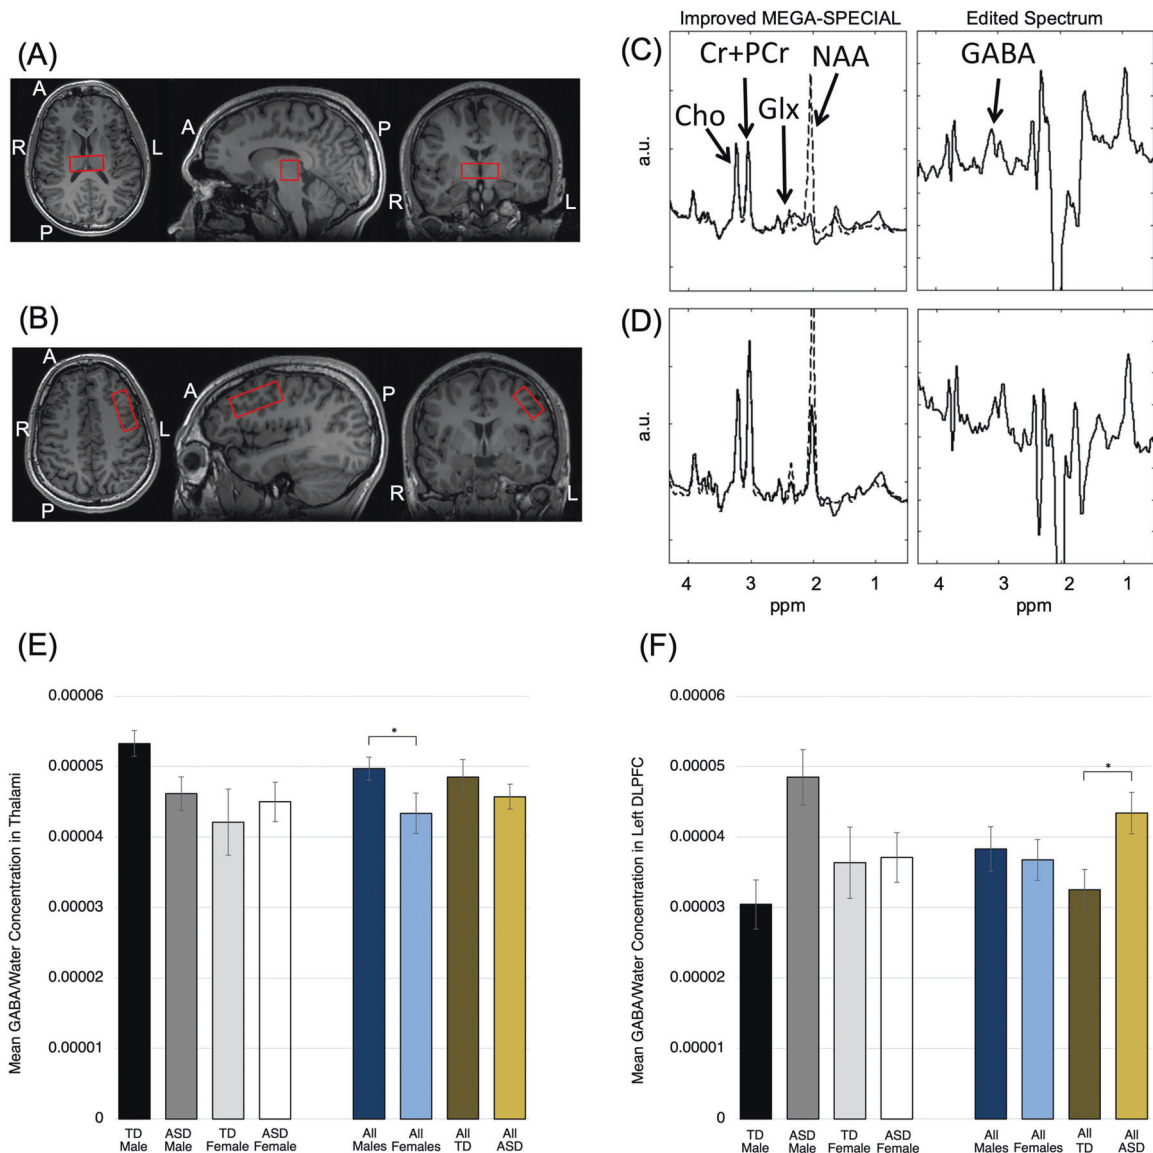 (A)
A
R
L
P
A
P
R
L
(B)
A
R
L
P
A
P
R
L
Improved MEGA-SPECIAL
Edited Spectrum
(C)
a.u.
Cho
Cr+PCr
Glx
NAA
GABA
(D)
a.u.
4
3
2
1
ppm
4
3
2
1
ppm
(E)
Mean GABA/Water Concentration in Thalami
0.00006
0.00005
0.00004
0.00003
0.00002
0.00001
0
*
TD
Male
ASD
Male
TD
Female
ASD
Female
All
Males
All
Females
All
TD
All
ASD
(F)
Mean GABA/Water Concentration in Left DLPFC
0.00006
0.00005
0.00004
0.00003
0.00002
0.00001
0
*
TD
Male
ASD
Male
TD
Female
ASD
Female
All
Males
All
Females
All
TD
All
ASD